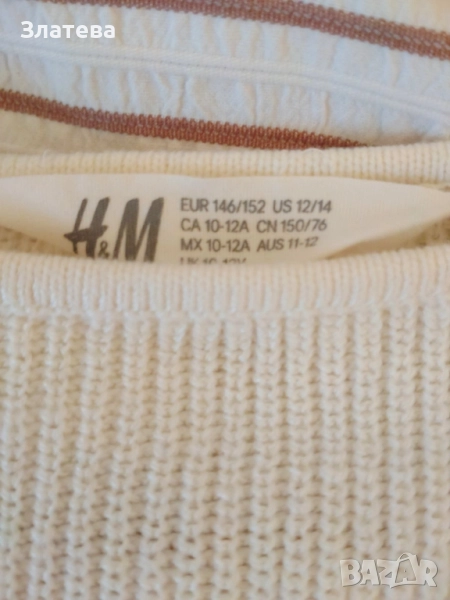 Златева
H&M
EUR 146/152 US 12/14
CA 10-12A CN 150/76
MX 10-12A AUS 11-12
BAZAR